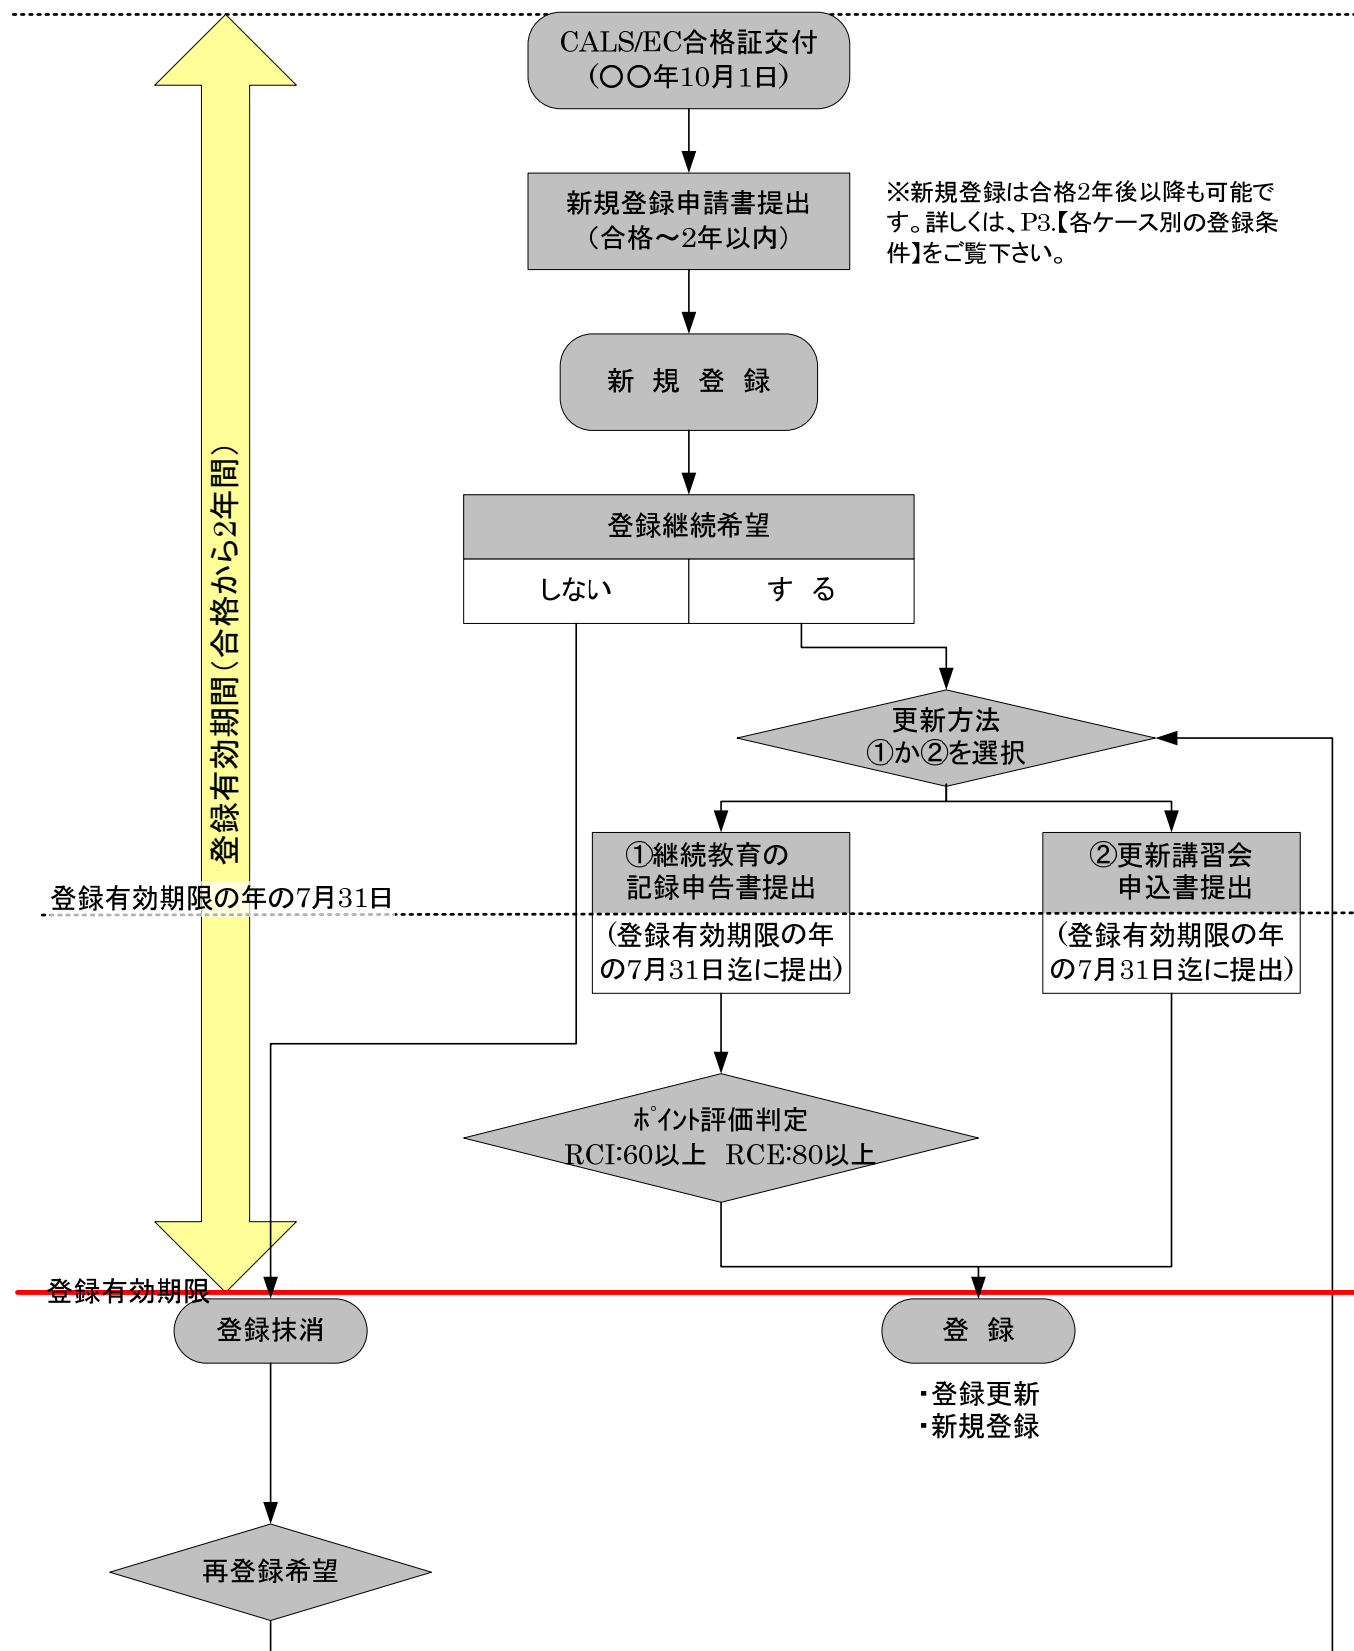 CALS/EC合格証交付
(〇〇年10月1日)
新規登録申請書提出
(合格～2年以内)
※新規登録は合格2年後以降も可能で
す。詳しくは、P3.【各ケース別の登録条
件】をご覧下さい。
新 規 登 録
登録継続希望
しない
す る
登録有効期間(合格から2年間)
更新方法
①か②を選択
①継続教育の
記録申告書提出
(登録有効期限の年
の7月31日迄に提出)
②更新講習会
申込書提出
(登録有効期限の年
の7月31日迄に提出)
登録有効期限の年の7月31日
ﾎﾟｲﾝﾄ評価判定
RCI:60以上 RCE:80以上
登録有効期限
登録抹消
登 録
・登録更新
・新規登録
再登録希望